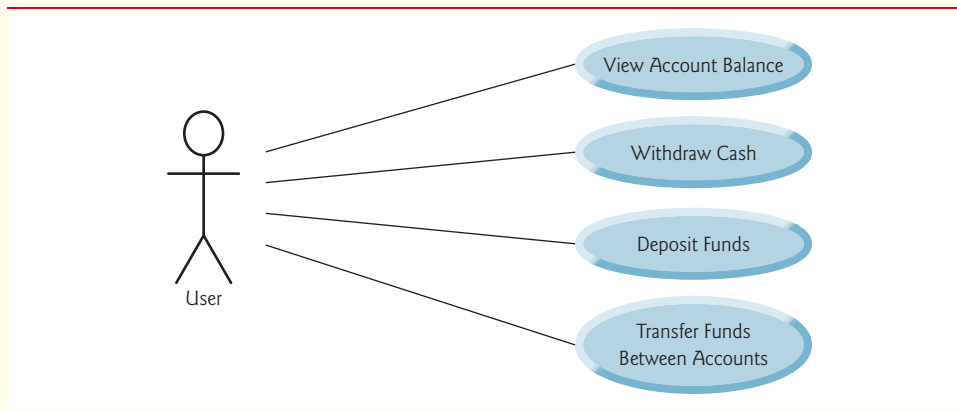 View Account Balance
Withdraw Cash
Deposit Funds
Transfer Funds
Between Accounts
User